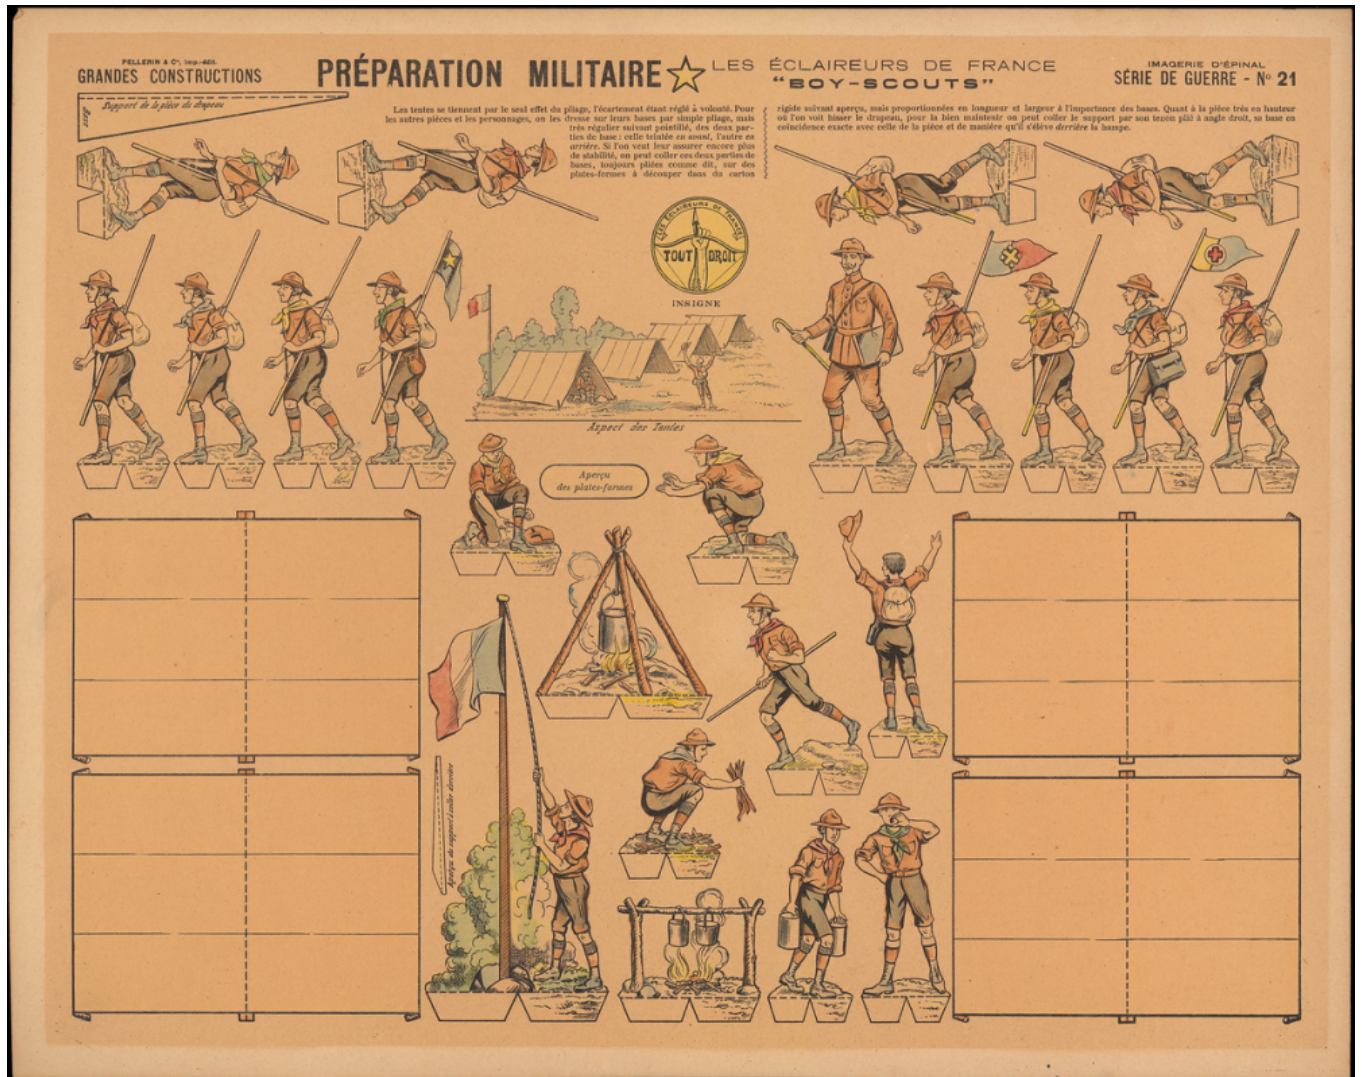 PELLERIN & Cie, Imp.-édit.
GRANDES CONSTRUCTIONS
PRÉPARATION MILITAIRE
LES ÉCLAIREURS DE FRANCE
“BOY-SCOUTS”
IMAGERIE D'ÉPINAL
SÉRIE DE GUERRE - No 21
Support de la pièce du drapeau
Base
Les tentes se tiennent par le seul effet du pliage, l'écartement étant réglé à volonté. Pour
les autres pièces et les personnages, on les dresse sur leurs bases par simple pliage, mais
très régulier suivant pointillé, des deux par-
ties de base : celle teintée en avant, l'autre en
arrière. Si l'on veut leur assurer encore plus
de stabilité, on peut coller ces deux parties de
bases, toujours pliées comme dit, sur des
plates-formes à découper dans du carton
rigide suivant aperçu, mais proportionnées en longueur et largeur à l'importance des bases. Quant à la pièce très en hauteur
où l'on voit hisser le drapeau, pour la bien maintenir on peut coller le support par son tenon plié à angle droit, sa base en
coïncidence exacte avec celle de la pièce et de manière qu'il s'élève derrière la hampe.
LES ÉCLAIREURS DE FRANCE
TOUT DROIT
INSIGNE
Aspect des Tentes
Aperçu
des plates-formes
Aperçu du support à coller derrière